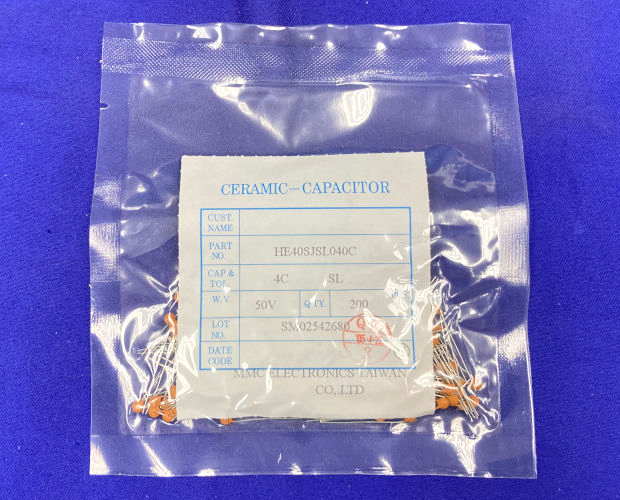 CERAMIC-CAPACITOR
CUST. NAME
PART NO. HE40SJSL040C
CAP & TOL 4C SL
W.V. 50V Q'TY 200
LOT NO. SM02542680
DATE CODE
MMC ELECTRONICS TAIWAN
CO,.LTD